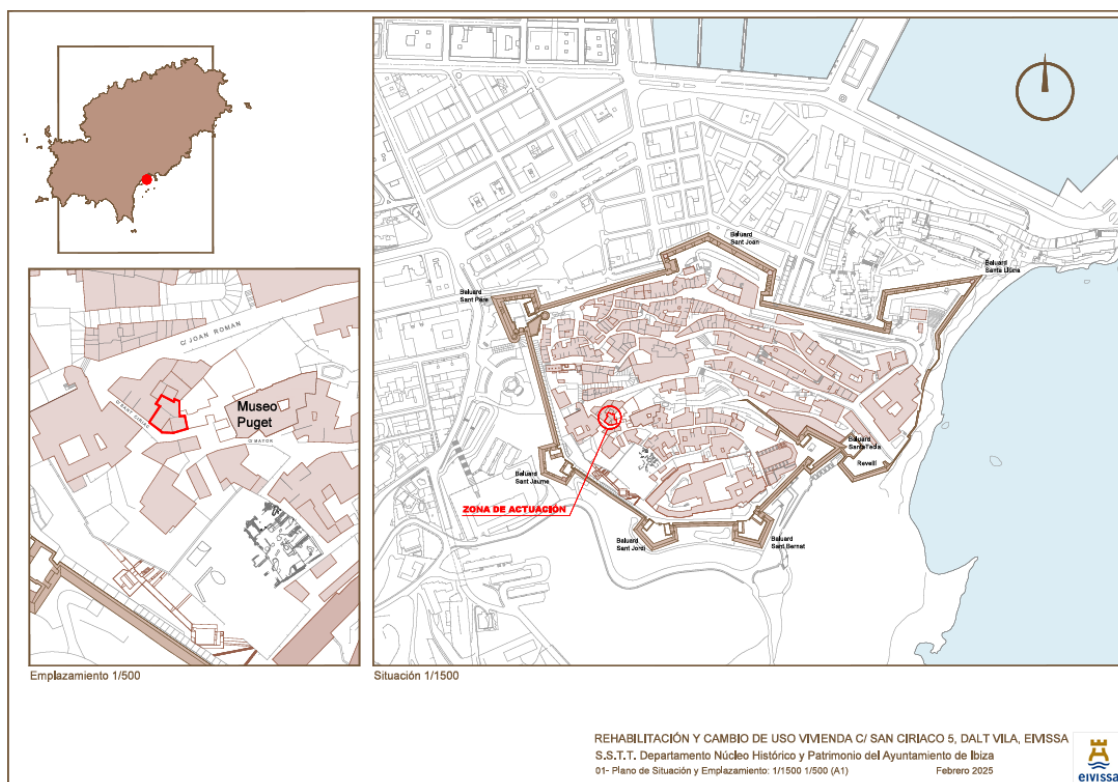 Baluard
Sant Joan
Baluard
Santa Llúcia
Baluard
Sant Pere
C/ JOAN ROMAN
Museo
Puget
C/ SANT CIRIAC
C/ MAYOR
Baluard
Santa Tecla
Revellí
Baluard
Sant Jaume
ZONA DE ACTUACIÓN
Baluard
Sant Jordi
Baluard
Sant Bernat
Emplazamiento 1/500
Situación 1/1500
REHABILITACIÓN Y CAMBIO DE USO VIVIENDA C/ SAN CIRIACO 5, DALT VILA, EIVISSA
S.S.T.T. Departamento Núcleo Histórico y Patrimonio del Ayuntamiento de Ibiza
01- Plano de Situación y Emplazamiento: 1/1500 1/500 (A1) Febrero 2025
eivissa